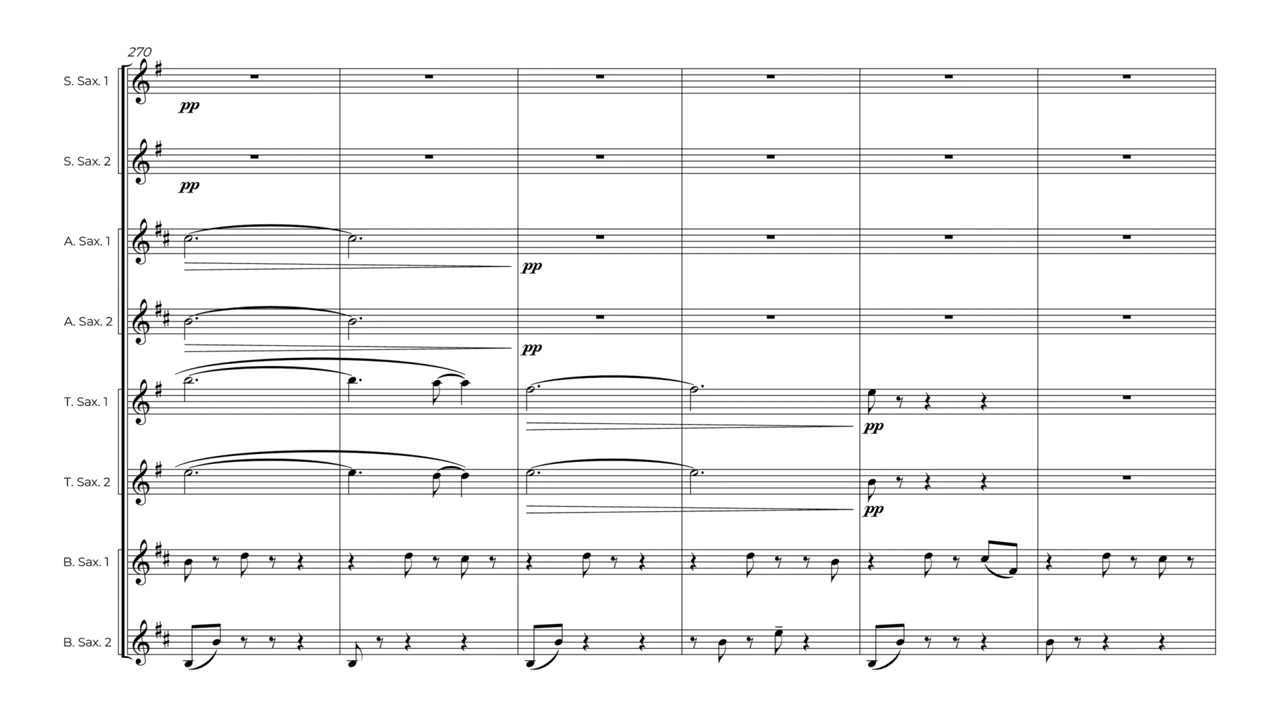 270
S. Sax. 1
pp
S. Sax. 2
pp
A. Sax. 1
pp
A. Sax. 2
pp
T. Sax. 1
pp
T. Sax. 2
pp
B. Sax. 1
B. Sax. 2